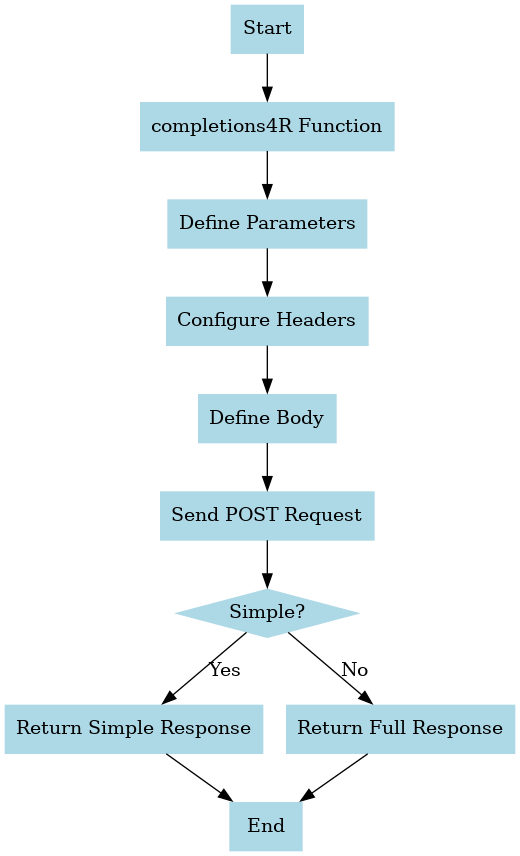 Start
completions4R Function
Define Parameters
Configure Headers
Define Body
Send POST Request
Simple?
Yes
No
Return Simple Response
Return Full Response
End